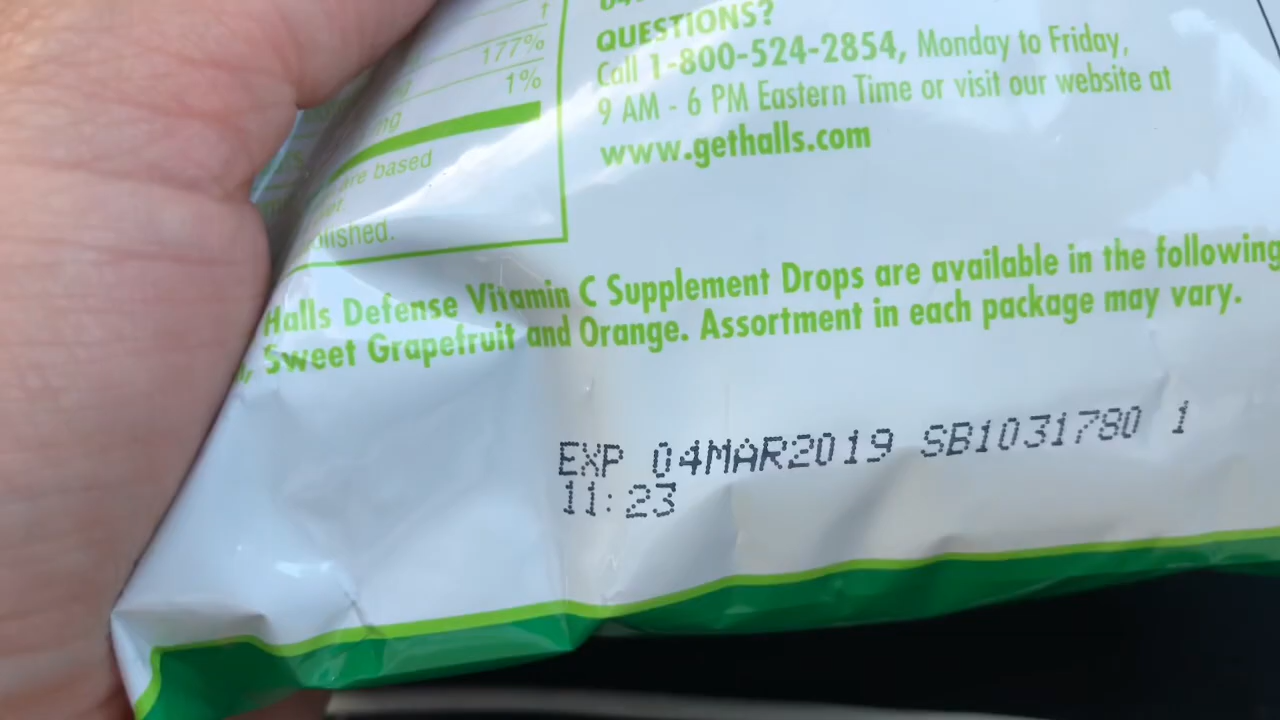 177%
1%
are based
QUESTIONS?
Call 1-800-524-2854, Monday to Friday,
9 AM - 6 PM Eastern Time or visit our website at
www.gethalls.com
Halls Defense Vitamin C Supplement Drops are available in the following
Sweet Grapefruit and Orange. Assortment in each package may vary.
EXP 04MAR2019 SB1031780 1
11:23